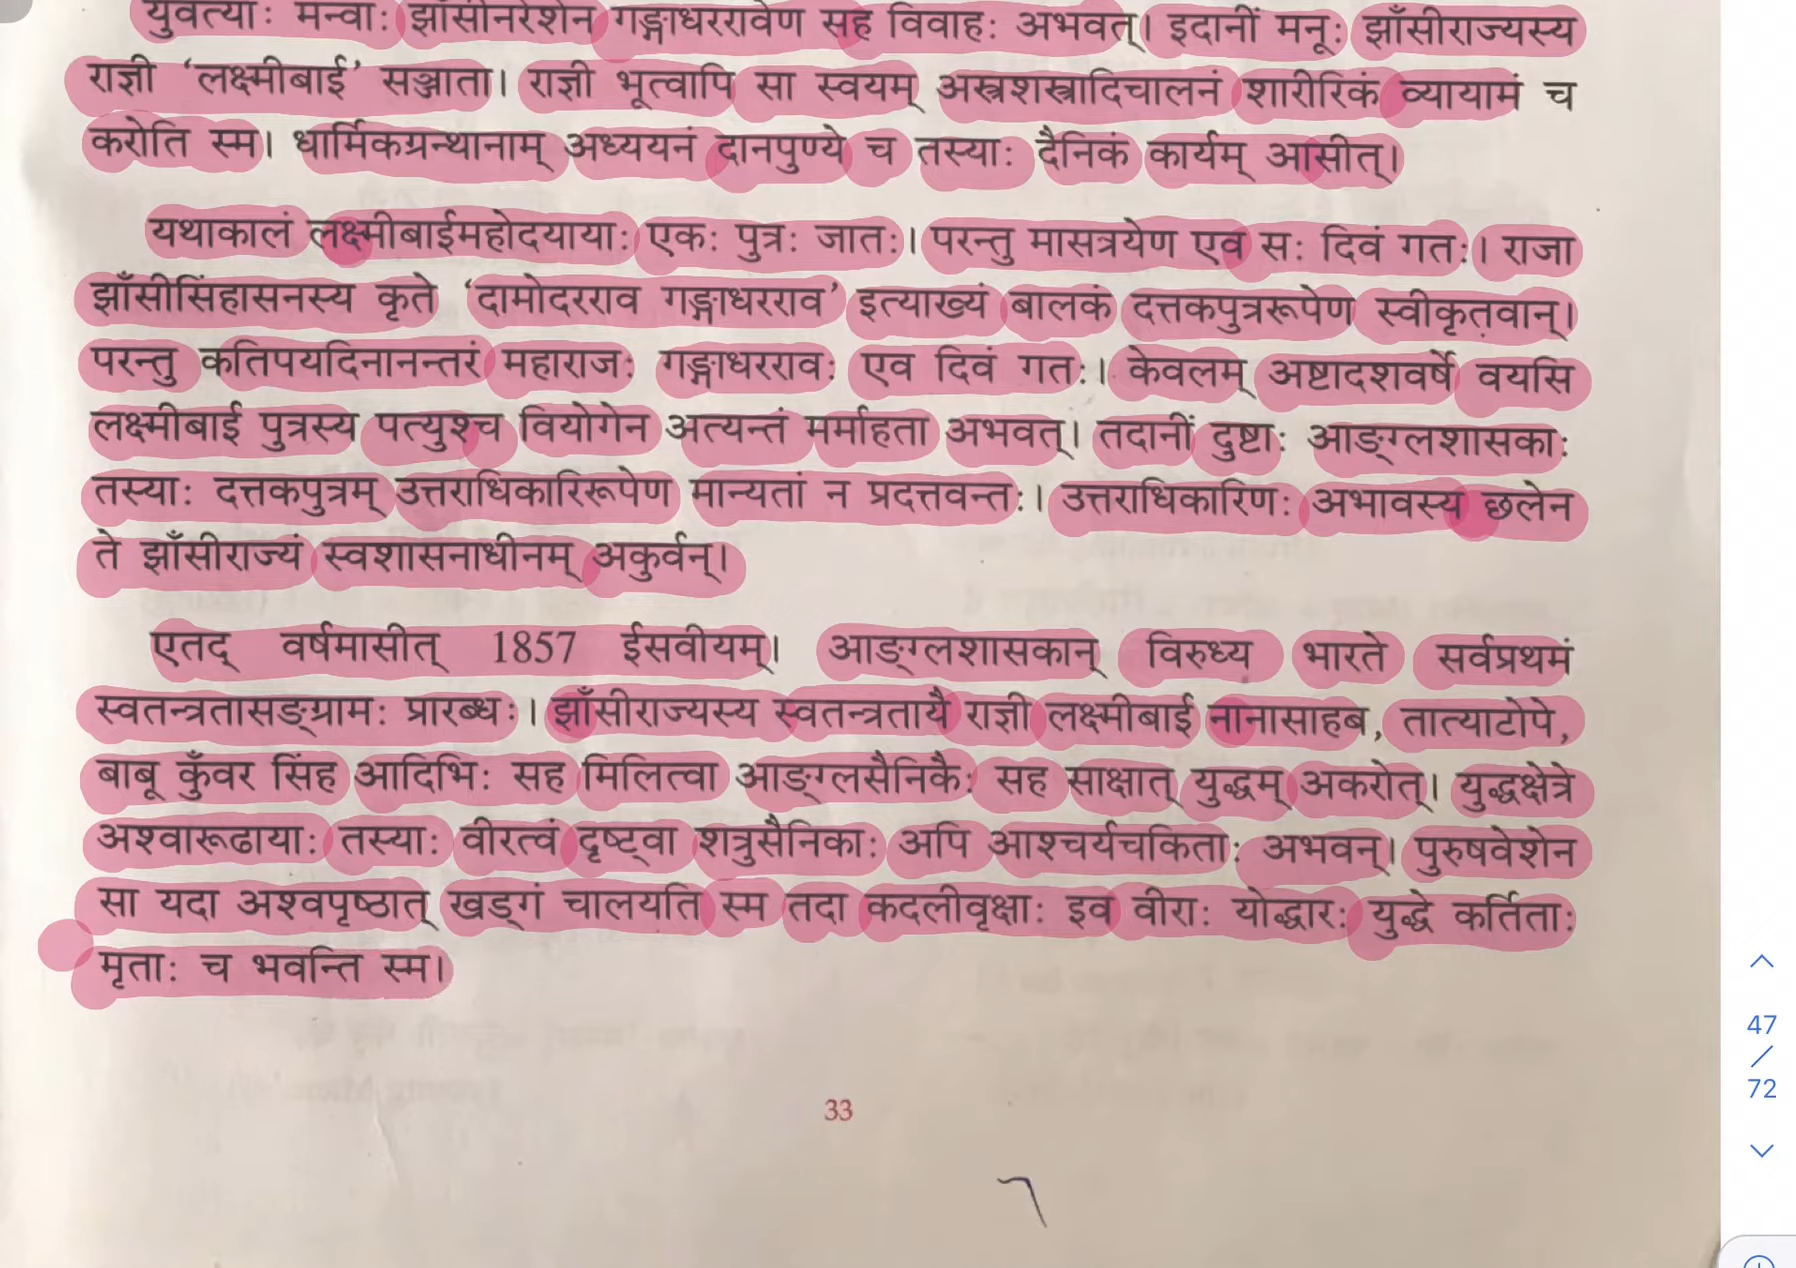 युवत्याः मन्वाः झाँसीनरेशेन गङ्गाधररावेण सह विवाहः अभवत्। इदानीं मनूः झाँसीराज्यस्य
राज्ञी ‘लक्ष्मीबाई’ सञ्जाता। राज्ञी भूत्वापि सा स्वयम् अस्त्रशस्त्रादिचालनं शारीरिकं व्यायामं च
करोति स्म। धार्मिकग्रन्थानाम् अध्ययनं दानपुण्ये च तस्याः दैनिकं कार्यम् आसीत्।
यथाकालं लक्ष्मीबाईमहोदयायाः एकः पुत्रः जातः। परन्तु मासत्रयेण एव सः दिवं गतः। राजा
झाँसीसिंहासनस्य कृते ‘दामोदरराव गङ्गाधरराव’ इत्याख्यं बालकं दत्तकपुत्ररूपेण स्वीकृतवान्।
परन्तु कतिपयदिनानन्तरं महाराजः गङ्गाधररावः एव दिवं गतः। केवलम् अष्टादशवर्षे वयसि
लक्ष्मीबाई पुत्रस्य पत्युश्च वियोगेन अत्यन्तं मर्माहता अभवत्। तदानीं दुष्टाः आङ्ग्लशासकाः
तस्याः दत्तकपुत्रम् उत्तराधिकारिरूपेण मान्यतां न प्रदत्तवन्तः। उत्तराधिकारिणः अभावस्य छलेन
ते झाँसीराज्यं स्वशासनाधीनम् अकुर्वन्।
एतद् वर्षमासीत् 1857 ईसवीयम्। आङ्ग्लशासकान् विरुध्य भारते सर्वप्रथमं
स्वतन्त्रतासङ्ग्रामः प्रारब्धः। झाँसीराज्यस्य स्वतन्त्रतायै राज्ञी लक्ष्मीबाई नानासाहब, तात्याटोपे,
बाबू कुँवर सिंह आदिभिः सह मिलित्वा आङ्ग्लसैनिकैः सह साक्षात् युद्धम् अकरोत्। युद्धक्षेत्रे
अश्वारूढायाः तस्याः वीरत्वं दृष्ट्वा शत्रुसैनिकाः अपि आश्चर्यचकिताः अभवन्। पुरुषवेशेन
सा यदा अश्वपृष्ठात् खड्गं चालयति स्म तदा कदलीवृक्षाः इव वीराः योद्धारः युद्धे कर्तिताः
मृताः च भवन्ति स्म।
33
47
/
72